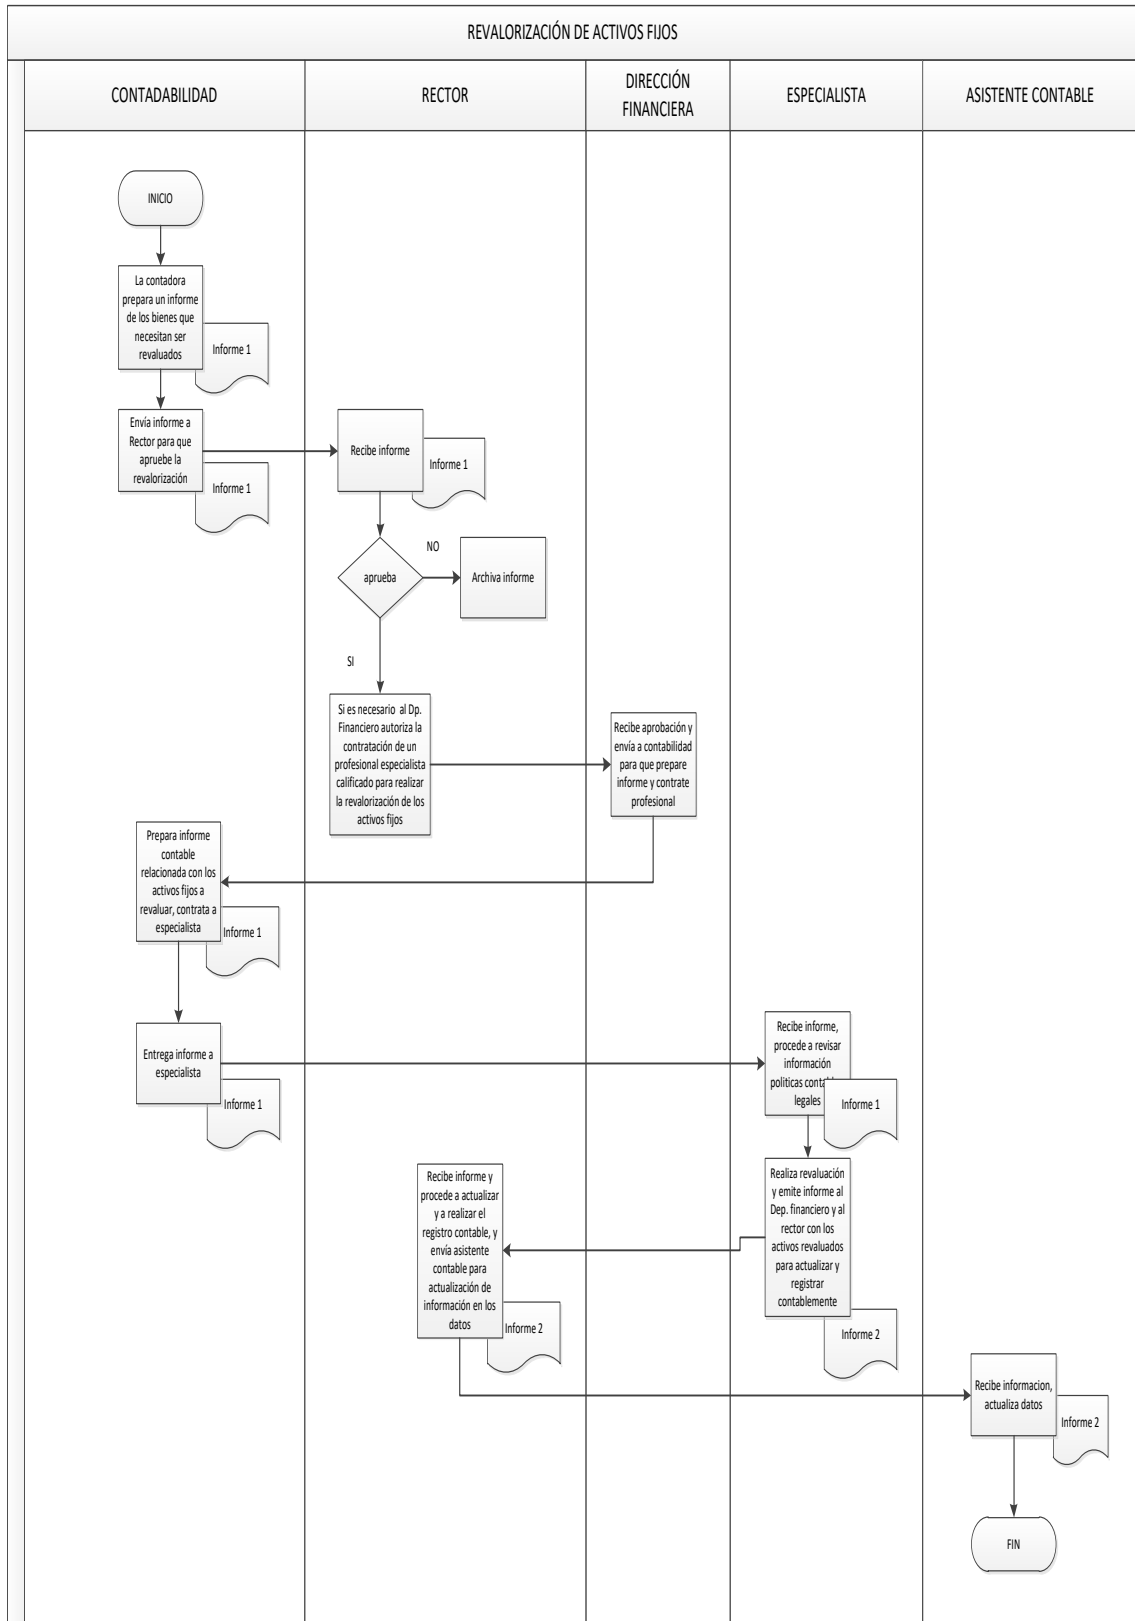 REVALORIZACIÓN DE ACTIVOS FIJOS
CONTADABILIDAD
RECTOR
DIRECCIÓN
FINANCIERA
ESPECIALISTA
ASISTENTE CONTABLE
INICIO
La contadora
prepara un informe
de los bienes que
necesitan ser
revaluados
Informe 1
Envía informe a
Rector para que
apruebe la
revalorización
Informe 1
Recibe informe
Informe 1
aprueba
NO
Archiva informe
SI
Si es necesario al Dp.
Financiero autoriza la
contratación de un
profesional especialista
calificado para realizar
la revalorización de los
activos fijos
Recibe aprobación y
envía a contabilidad
para que prepare
informe y contrate
profesional
Prepara informe
contable
relacionada con los
activos fijos a
revaluar, contrata a
especialista
Informe 1
Entrega informe a
especialista
Informe 1
Recibe informe,
procede a revisar
información
politicas
legales
Informe 1
Realiza revaluación
y emite informe al
Dep. financiero y al
rector con los
activos revaluados
para actualizar y
registrar
contablemente
Informe 2
Recibe informe y
procede a actualizar
y a realizar el
registro contable, y
envía asistente
contable para
actualización de
información en los
datos
Informe 2
Recibe informacion,
actualiza datos
Informe 2
FIN